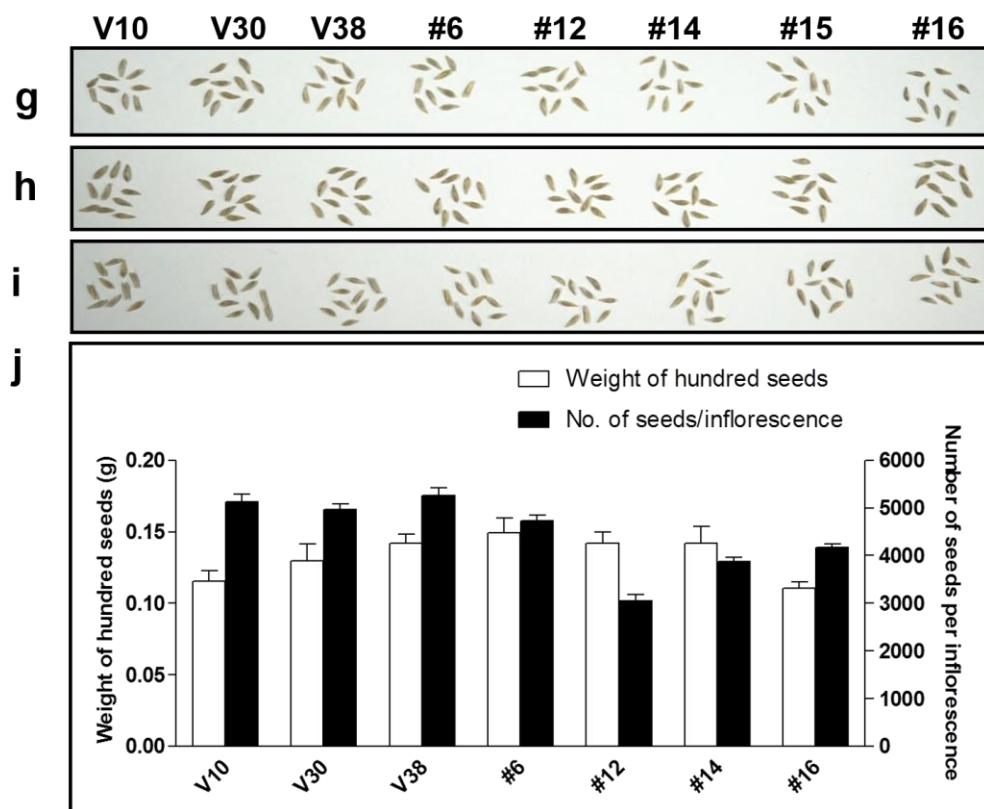 V10 V30 V38 #6 #12 #14 #15 #16
g
h
i
j
Weight of hundred seeds
No. of seeds/inflorescence
Weight of hundred seeds (g)
0.20
0.15
0.10
0.05
0.00
6000
5000
4000
3000
2000
1000
0
Number of seeds per inflorescence
V10 V30 V38 #6 #12 #14 #16